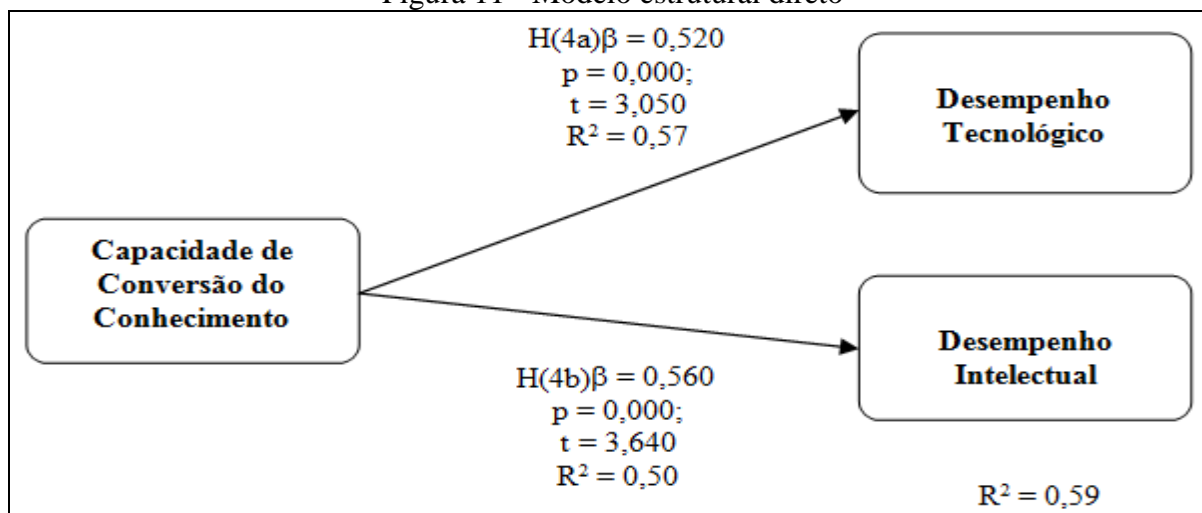 Figura 11 - Modelo estrutural direto
H(4a)β = 0,520
p = 0,000;
t = 3,050
R² = 0,57
Desempenho
Tecnológico
Capacidade de
Conversão do
Conhecimento
Desempenho
Intelectual
H(4b)β = 0,560
p = 0,000;
t = 3,640
R² = 0,50
R² = 0,59